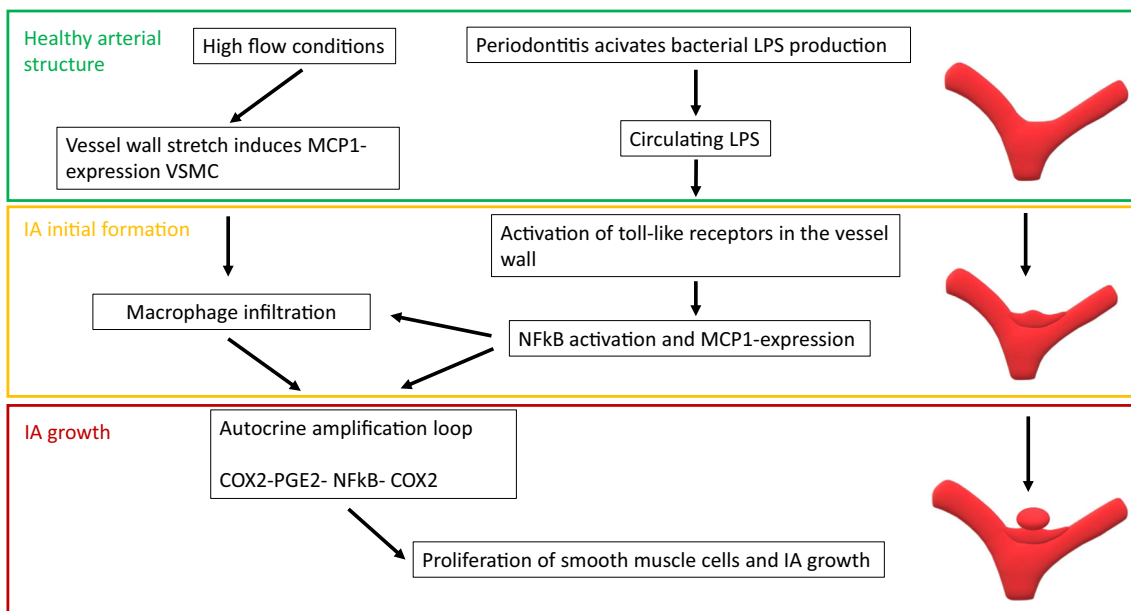 Healthy arterial
structure
High flow conditions
Periodontitis acivates bacterial LPS production
Vessel wall stretch induces MCP1-
expression VSMC
Circulating LPS
IA initial formation
Activation of toll-like receptors in the vessel
wall
Macrophage infiltration
NFkB activation and MCP1-expression
IA growth
Autocrine amplification loop
COX2-PGE2- NFkB- COX2
Proliferation of smooth muscle cells and IA growth